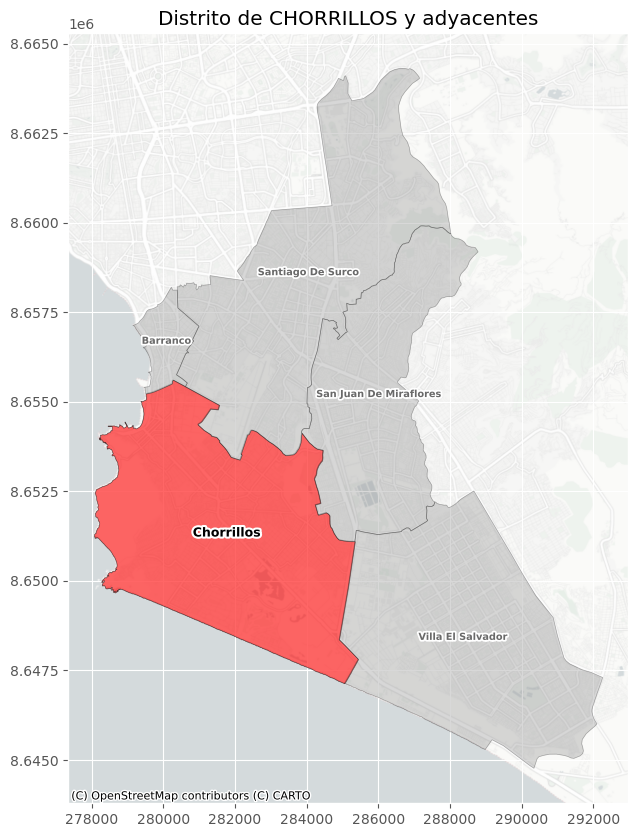 Distrito de CHORRILLOS y adyacentes
1e6
8.6650
8.6625
8.6600
8.6575
8.6550
8.6525
8.6500
8.6475
8.6450
Santiago De Surco
Barranco
San Juan De Miraflores
Chorrillos
Villa El Salvador
(C) OpenStreetMap contributors (C) CARTO
278000 280000 282000 284000 286000 288000 290000 292000